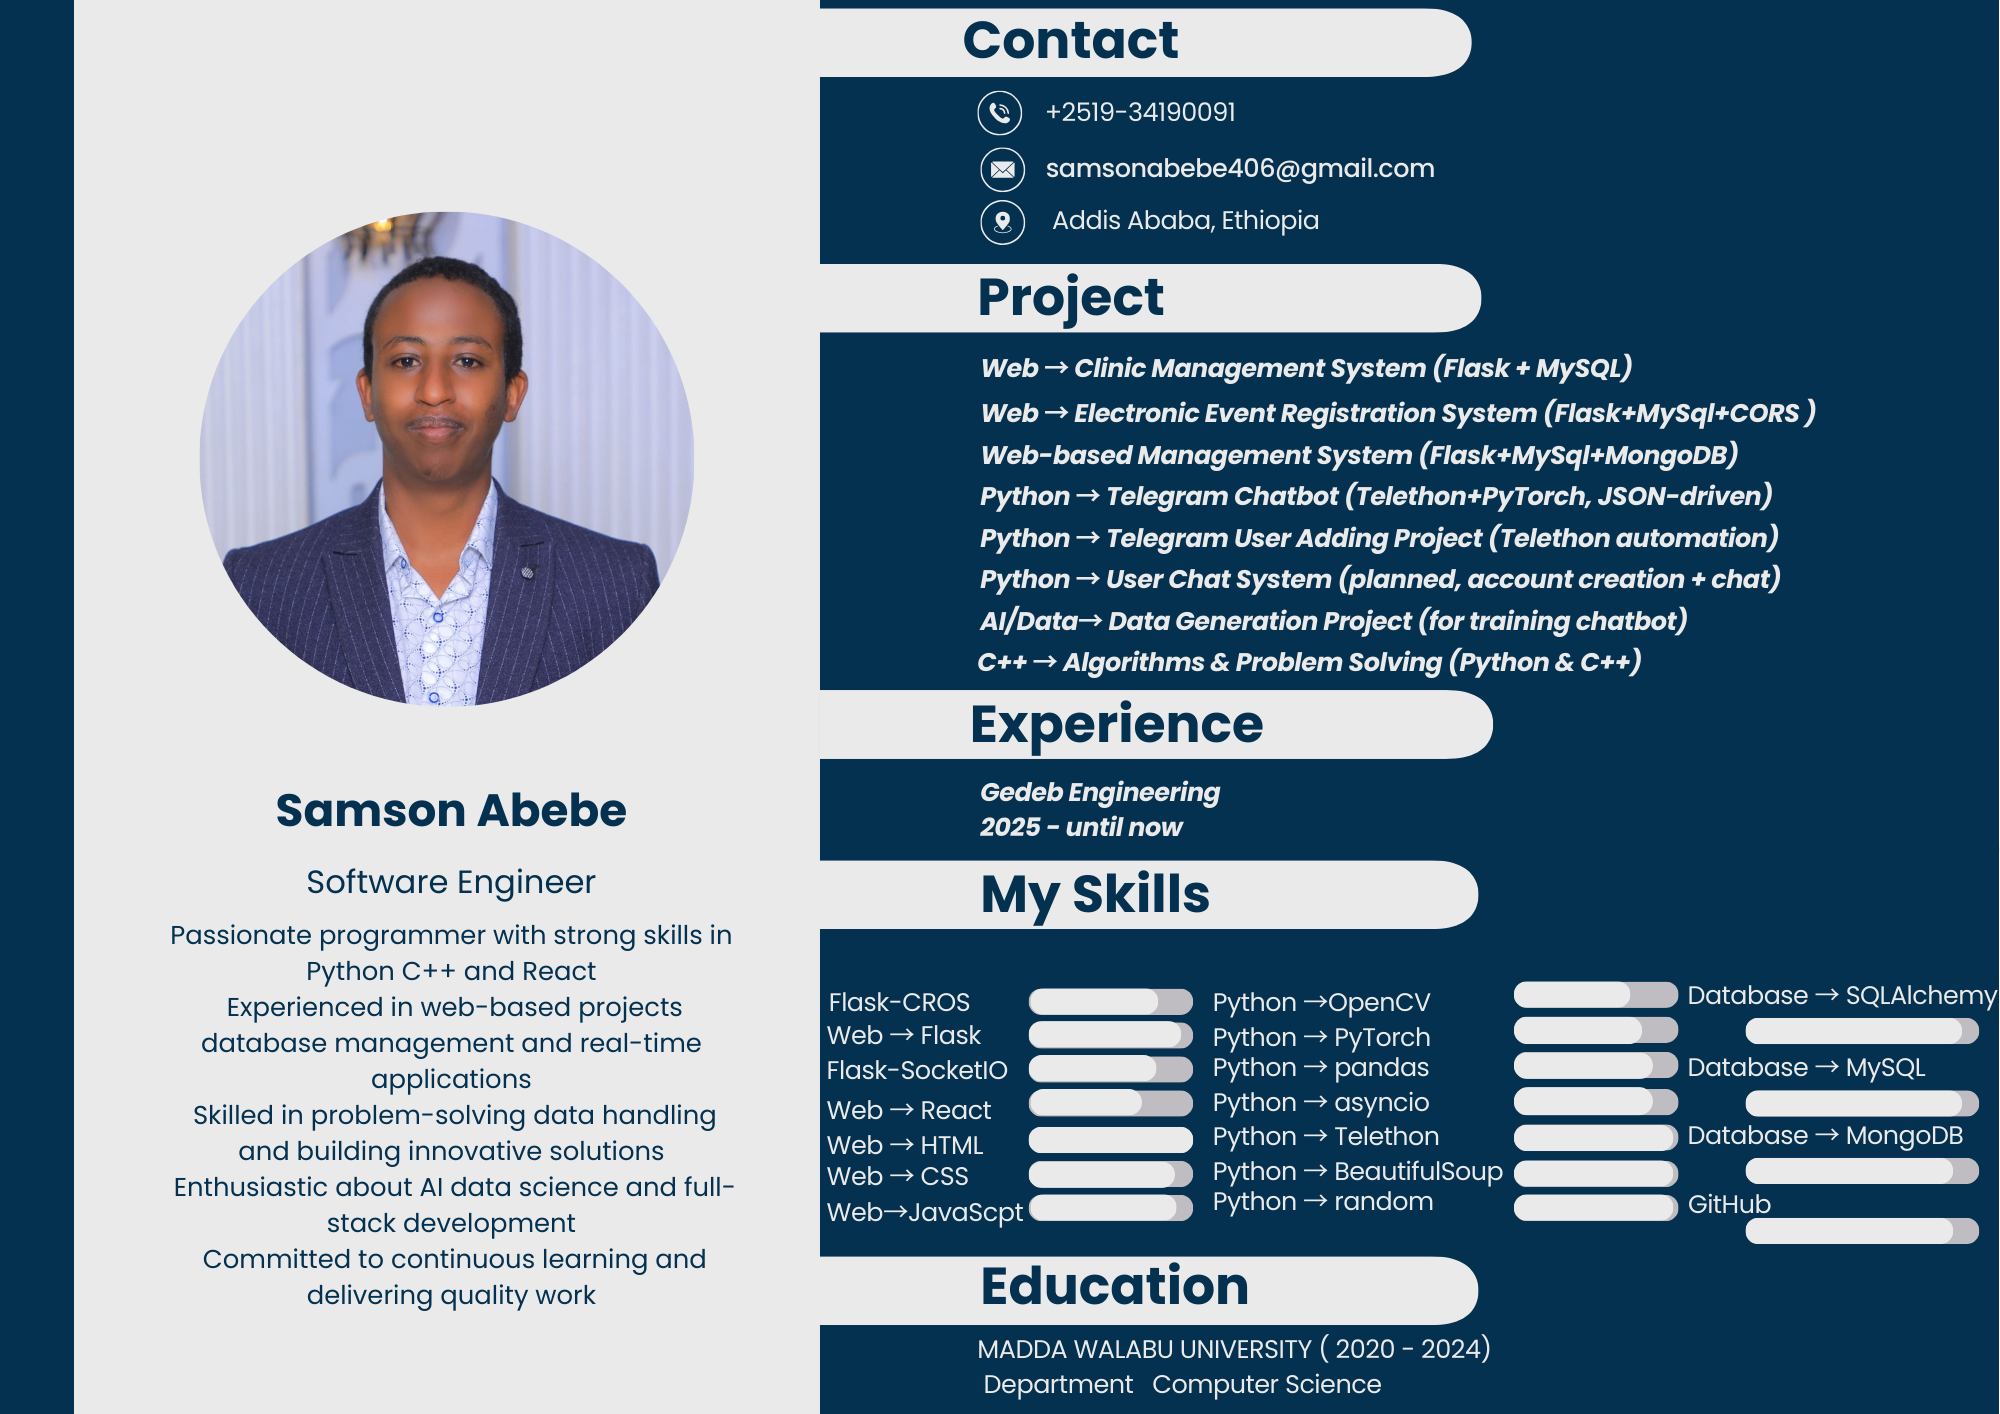 Samson Abebe
Software Engineer
Passionate programmer with strong skills in
Python C++ and React
Experienced in web-based projects
database management and real-time
applications
Skilled in problem-solving data handling
and building innovative solutions
Enthusiastic about AI data science and full-
stack development
Committed to continuous learning and
delivering quality work
Contact
+2519-34190091
samsonabebe406@gmail.com
Addis Ababa, Ethiopia
Project
Web → Clinic Management System (Flask + MySQL)
Web → Electronic Event Registration System (Flask+MySql+CORS )
Web-based Management System (Flask+MySql+MongoDB)
Python → Telegram Chatbot (Telethon+PyTorch, JSON-driven)
Python → Telegram User Adding Project (Telethon automation)
Python → User Chat System (planned, account creation + chat)
AI/Data→ Data Generation Project (for training chatbot)
C++ → Algorithms & Problem Solving (Python & C++)
Experience
Gedeb Engineering
2025 - until now
My Skills
Flask-CROS
Web → Flask
Flask-SocketIO
Web → React
Web → HTML
Web → CSS
Web→JavaScpt
Python →OpenCV
Python → PyTorch
Python → pandas
Python → asyncio
Python → Telethon
Python → BeautifulSoup
Python → random
Database → SQLAlchemy
Database → MySQL
Database → MongoDB
GitHub
Education
MADDA WALABU UNIVERSITY ( 2020 - 2024)
Department Computer Science